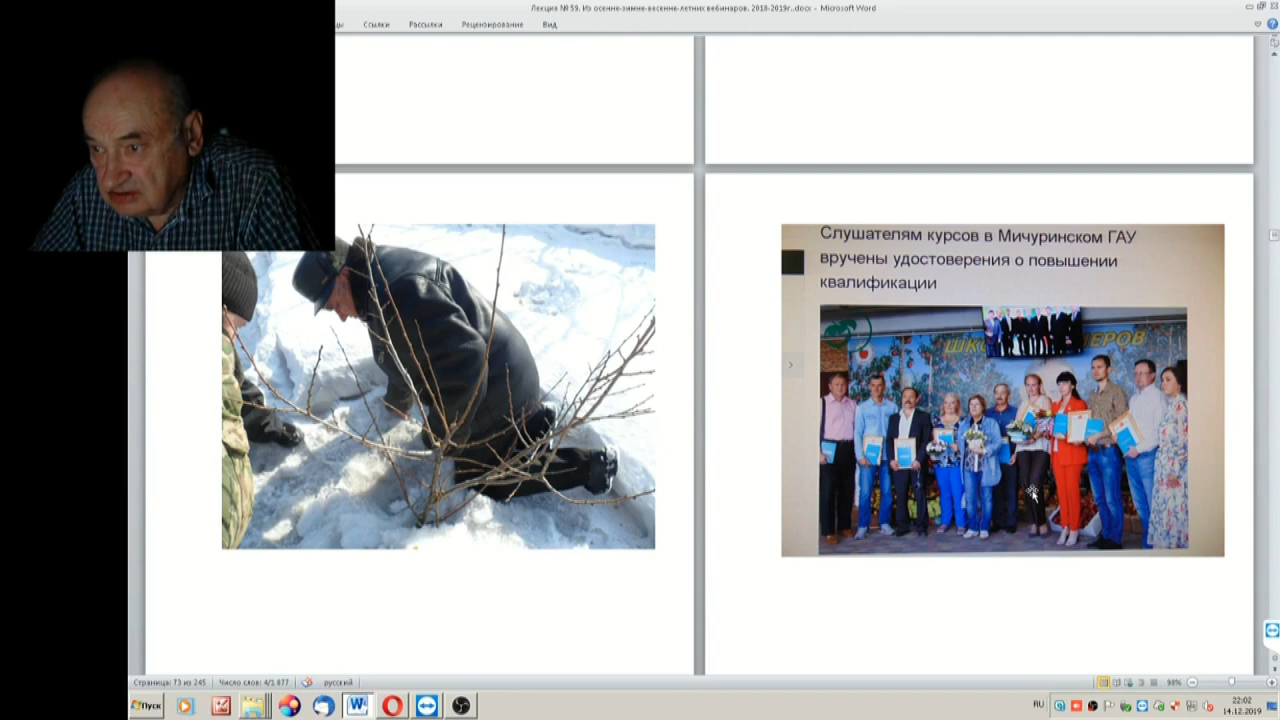 Лекция № 59. Из осенне-зимне-весенне-летних вебинаров. 2018-2019г..docx - Microsoft Word
Ссылки Рассылки Рецензирование Вид
Слушателям курсов в Мичуринском ГАУ
вручены удостоверения о повышении
квалификации
Страница: 73 из 245 Число слов: 4/1 877 русский 98%
Пуск RU 22:02
14.12.2019